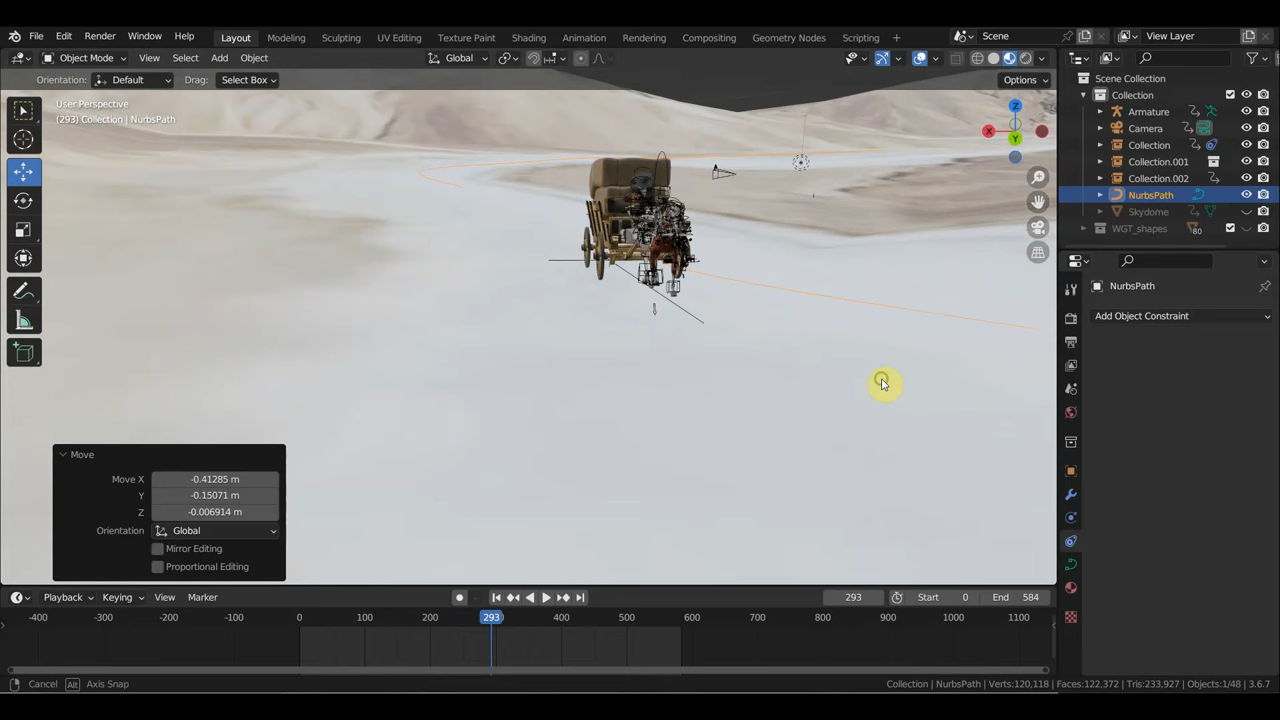 File Edit Render Window Help Layout Modeling Sculpting UV Editing Texture Paint Shading Animation Rendering Compositing Geometry Nodes Scripting + Scene View Layer
Object Mode View Select Add Object Global
Orientation: Default Drag: Select Box Options
User Perspective
(293) Collection | NurbsPath
Z
X
Y
Scene Collection
Collection
Armature
Camera
Collection
Collection.001
Collection.002
NurbsPath
Skydome
WGT_shapes 80
NurbsPath
Add Object Constraint
Move
Move X -0.41285 m
Y -0.15071 m
Z -0.006914 m
Orientation: Global
Mirror Editing
Proportional Editing
Playback Keying View Marker 293 Start 0 End 584
-400 -300 -200 -100 0 100 200 293 400 500 600 700 800 900 1000 1100
Cancel Alt Axis Snap Collection | NurbsPath | Verts:120,118 | Faces:122,372 | Tris:233,927 | Objects:1/48 | 3.6.7